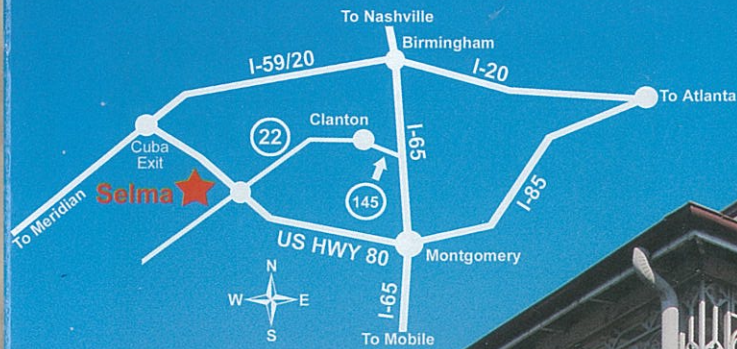 To Nashville
Birmingham
I-59/20
I-20
To Atlanta
Clanton
22
I-65
Cuba
Exit
145
I-85
Selma
To Meridian
US HWY 80
Montgomery
N
W E
S
I-65
To Mobile